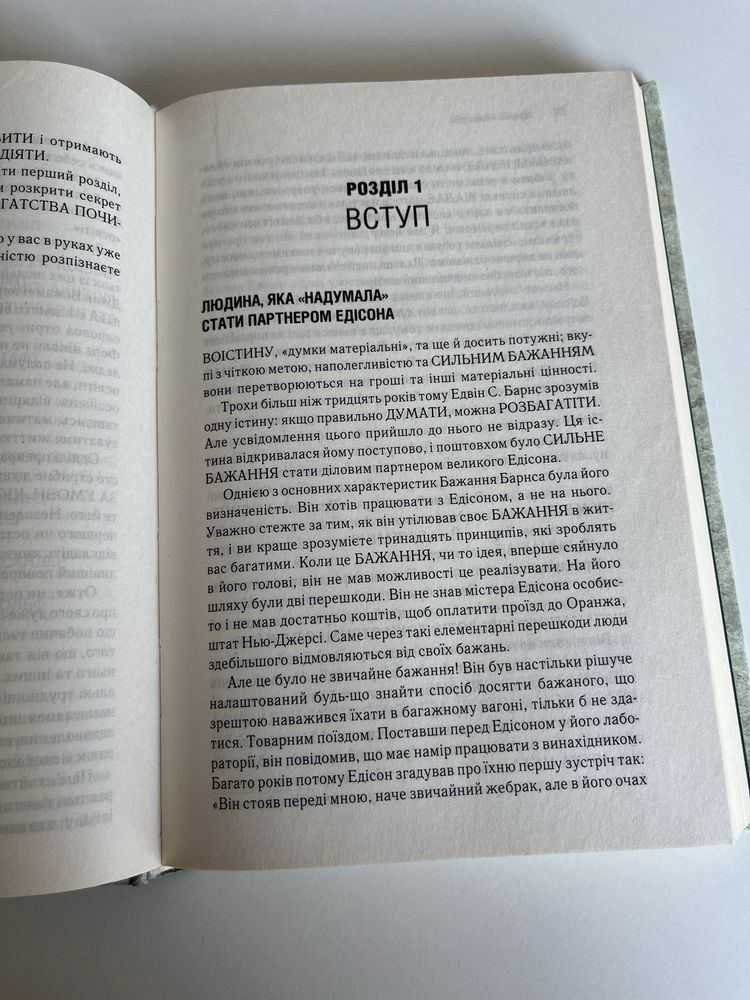 ВИТИ і отримають
ДІЯТИ.
ти перший розділ,
розкрити секрет
ГАТСТВА ПОЧИ-
у вас в руках уже
ністю розпізнаєте
РОЗДІЛ 1
ВСТУП
ЛЮДИНА, ЯКА «НАДУМАЛА»
СТАТИ ПАРТНЕРОМ ЕДІСОНА
ВОІСТИНУ, «думки матеріальні», та ще й досить потужні; вку-
пі з чіткою метою, наполегливістю та СИЛЬНИМ БАЖАННЯМ
вони перетворюються на гроші та інші матеріальні цінності.
Трохи більш ніж тридцять років тому Едвін С. Барнс зрозумів
одну істину: якщо правильно ДУМАТИ, можна РОЗБАГАТІТИ.
Але усвідомлення цього прийшло до нього не відразу. Ця іс-
тина відкривалася йому поступово, і поштовхом було СИЛЬНЕ
БАЖАННЯ стати діловим партнером великого Едісона.
Однією з основних характеристик Бажання Барнса була його
визначеність. Він хотів працювати з Едісоном, а не на нього.
Уважно стежте за тим, як він утілював своє БАЖАННЯ в жит-
тя, і ви краще зрозумієте тринадцять принципів, які зроблять
вас багатими. Коли це БАЖАННЯ, чи то ідея, вперше сяйнуло
в його голові, він не мав можливості це реалізувати. На його
шляху були дві перешкоди. Він не знав містера Едісона особис-
то і не мав достатньо коштів, щоб оплатити проїзд до Оранжа,
штат Нью-Джерсі. Саме через такі елементарні перешкоди люди
здебільшого відмовляються від своїх бажань.
Але це було не звичайне бажання! Він був настільки рішуче
налаштований будь-що знайти спосіб досягти бажаного, що
зрештою наважився їхати в багажному вагоні, тільки б не зда-
тися. Товарним поїздом. Поставши перед Едісоном у його лабо-
раторії, він повідомив, що має намір працювати з винахідником.
Багато років потому Едісон згадував про їхню першу зустріч так:
«Він стояв переді мною, наче звичайний жебрак, але в його очах